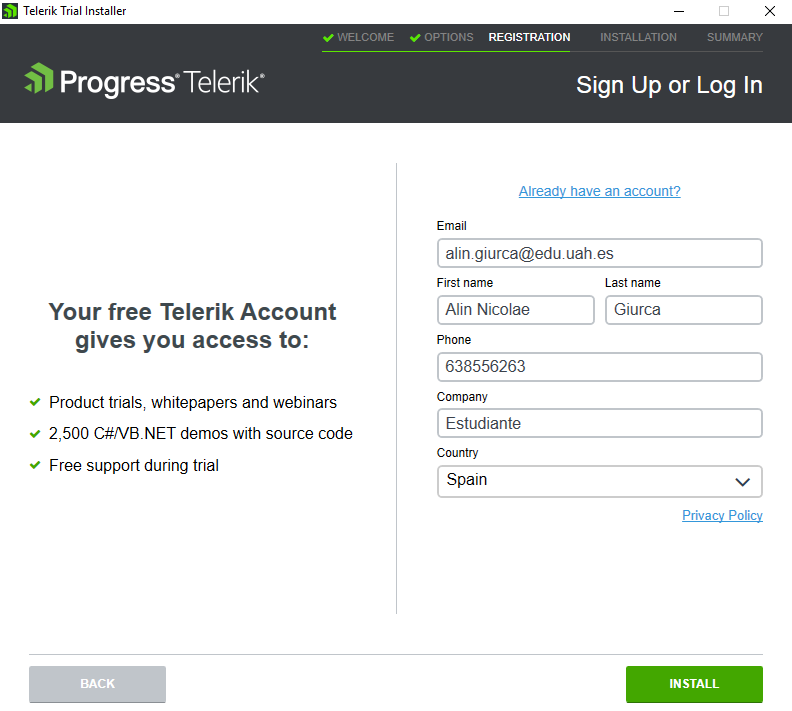 Telerik Trial Installer
WELCOME OPTIONS REGISTRATION INSTALLATION SUMMARY
Progress® Telerik®
Sign Up or Log In
Your free Telerik Account
gives you access to:
Product trials, whitepapers and webinars
2,500 C#/VB.NET demos with source code
Free support during trial
Already have an account?
Email
alin.giurca@edu.uah.es
First name Last name
Alin Nicolae Giurca
Phone
638556263
Company
Estudiante
Country
Spain
Privacy Policy
BACK INSTALL